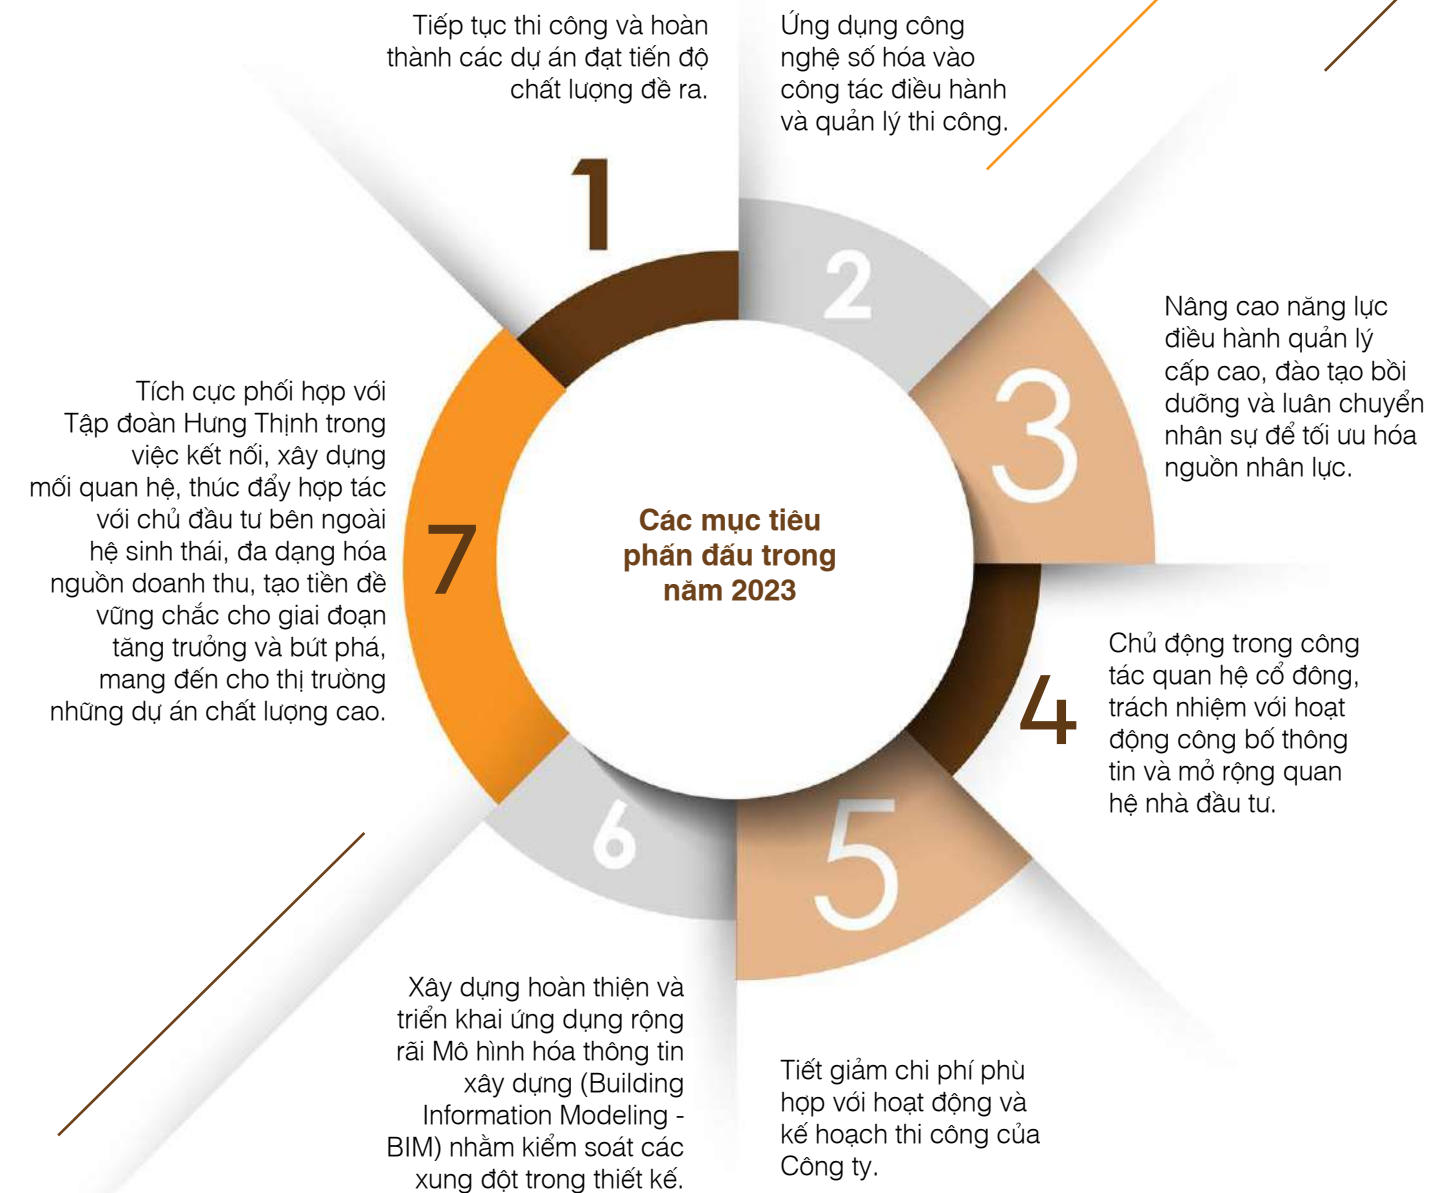 Tiếp tục thi công và hoàn
thành các dự án đạt tiến độ
chất lượng đề ra.
1
Ứng dụng công
nghệ số hóa vào
công tác điều hành
và quản lý thi công.
2
Nâng cao năng lực
điều hành quản lý
cấp cao, đào tạo bồi
dưỡng và luân chuyển
nhân sự để tối ưu hóa
nguồn nhân lực.
3
Các mục tiêu
phấn đấu trong
năm 2023
Chủ động trong công
tác quan hệ cổ đông,
trách nhiệm với hoạt
động công bố thông
tin và mở rộng quan
hệ nhà đầu tư.
4
Tiết giảm chi phí phù
hợp với hoạt động và
kế hoạch thi công của
Công ty.
5
Xây dựng hoàn thiện và
triển khai ứng dụng rộng
rãi Mô hình hóa thông tin
xây dựng (Building
Information Modeling -
BIM) nhằm kiểm soát các
xung đột trong thiết kế.
6
Tích cực phối hợp với
Tập đoàn Hưng Thịnh trong
việc kết nối, xây dựng
mối quan hệ, thúc đẩy hợp tác
với chủ đầu tư bên ngoài
hệ sinh thái, đa dạng hóa
nguồn doanh thu, tạo tiền đề
vững chắc cho giai đoạn
tăng trưởng và bứt phá,
mang đến cho thị trường
những dự án chất lượng cao.
7